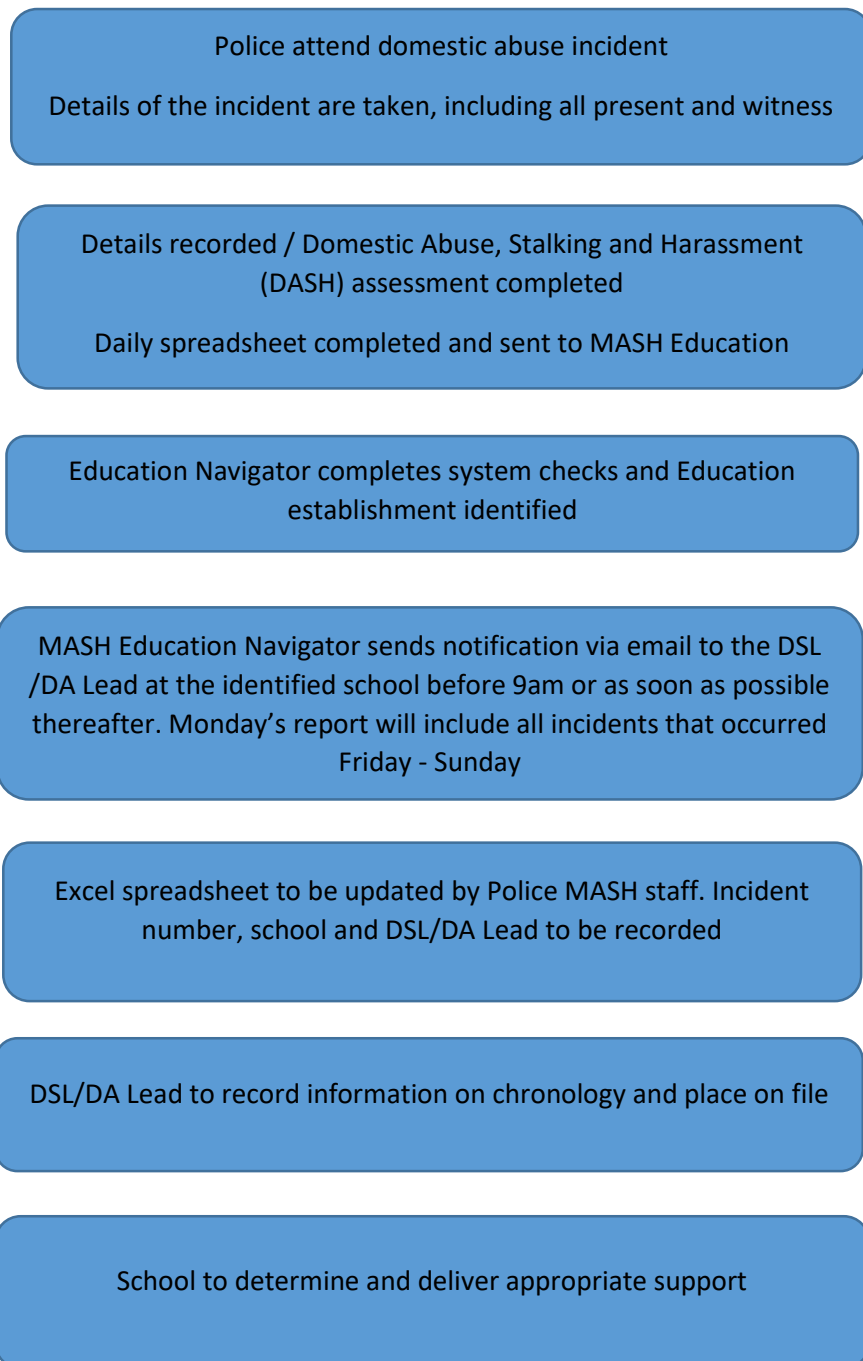 Police attend domestic abuse incident
Details of the incident are taken, including all present and witness
Details recorded / Domestic Abuse, Stalking and Harassment
(DASH) assessment completed
Daily spreadsheet completed and sent to MASH Education
Education Navigator completes system checks and Education
establishment identified
MASH Education Navigator sends notification via email to the DSL
/DA Lead at the identified school before 9am or as soon as possible
thereafter. Monday’s report will include all incidents that occurred
Friday - Sunday
Excel spreadsheet to be updated by Police MASH staff. Incident
number, school and DSL/DA Lead to be recorded
DSL/DA Lead to record information on chronology and place on file
School to determine and deliver appropriate support